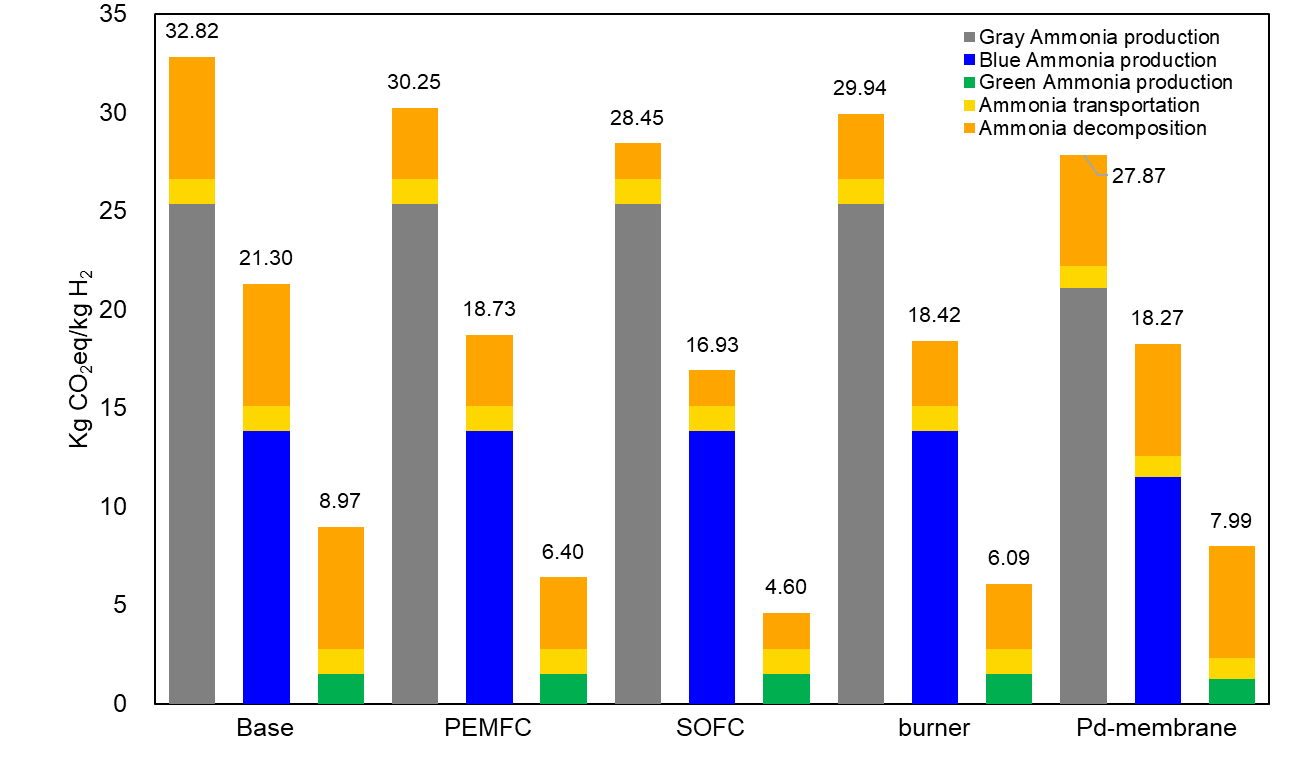 35
30
25
20
15
10
5
0
Kg CO₂eq/kg H₂
Gray Ammonia production
Blue Ammonia production
Green Ammonia production
Ammonia transportation
Ammonia decomposition
32.82
21.30
8.97
30.25
18.73
6.40
28.45
16.93
4.60
29.94
18.42
6.09
27.87
18.27
7.99
Base
PEMFC
SOFC
burner
Pd-membrane